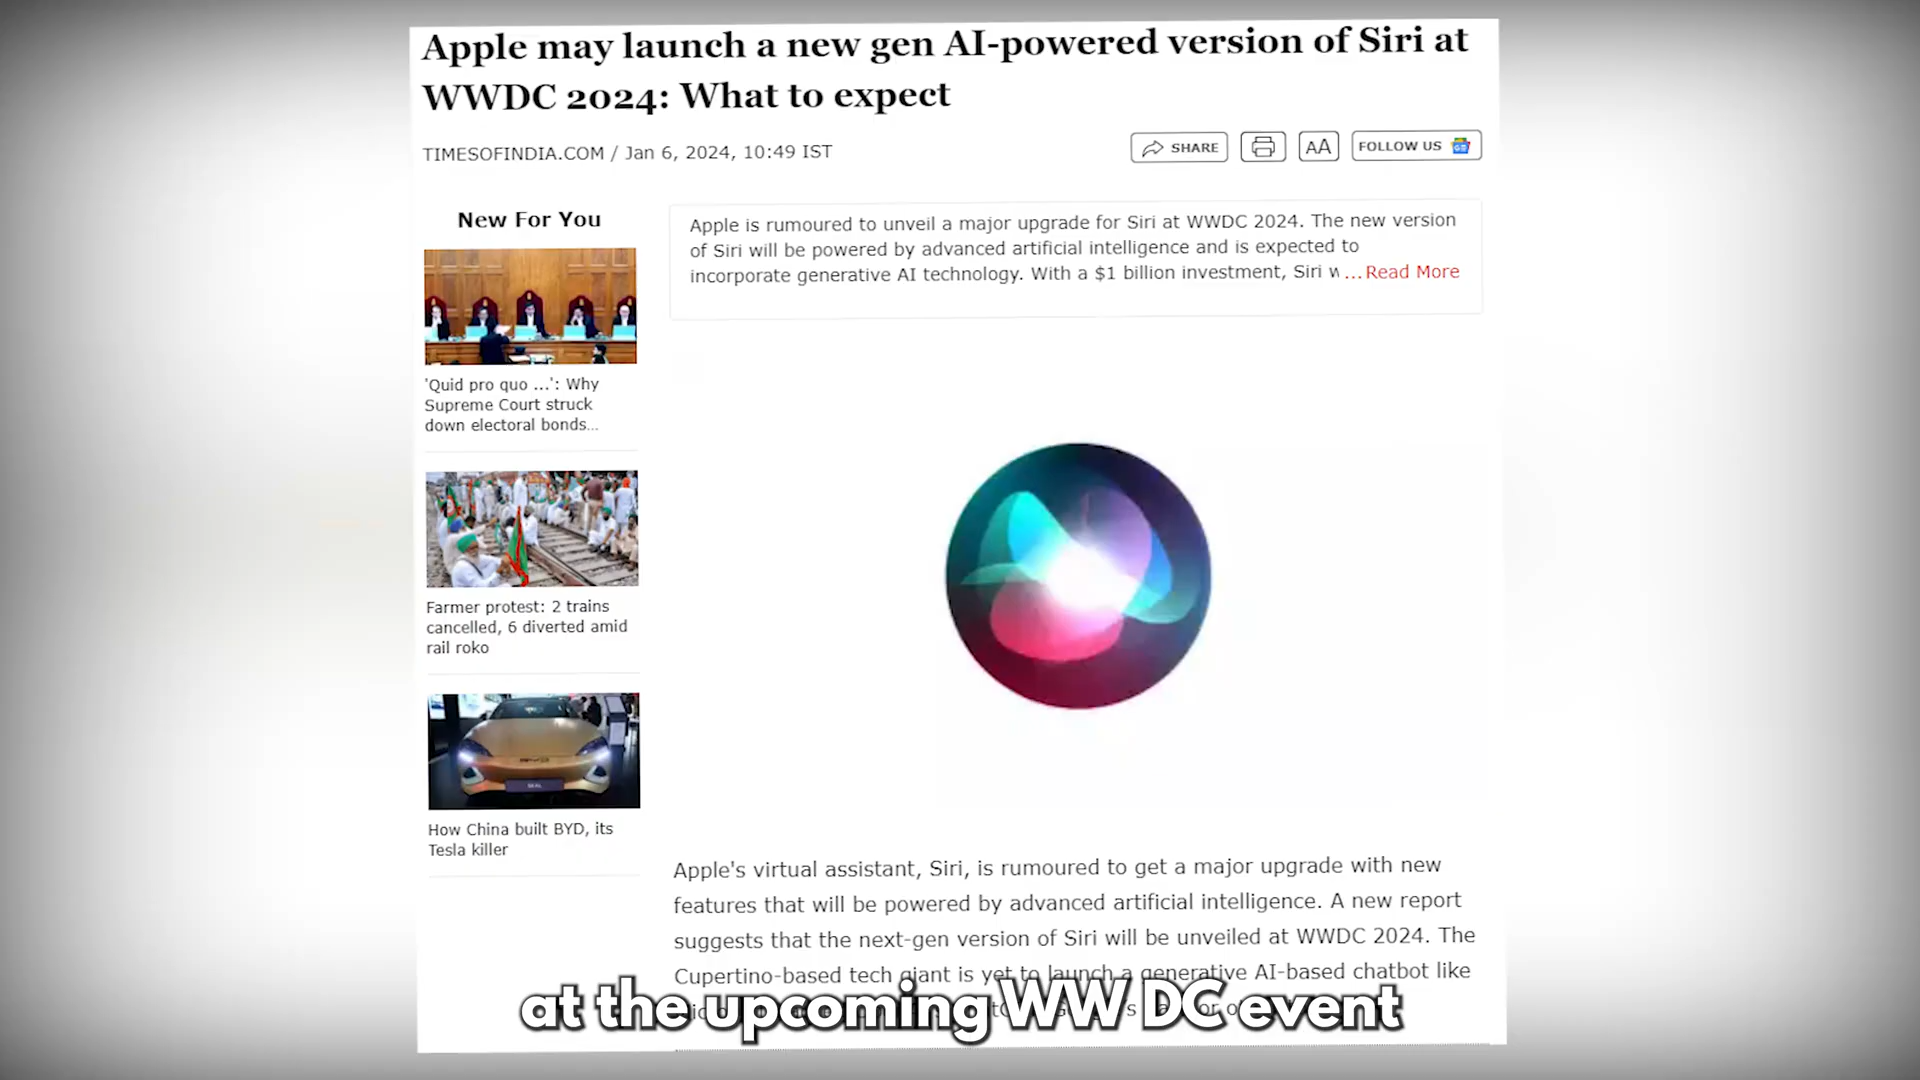 Apple may launch a new gen AI-powered version of Siri at
WWDC 2024: What to expect
TIMESOFINDIA.COM / Jan 6, 2024, 10:49 IST
SHARE
AA
FOLLOW US
New For You
'Quid pro quo ...': Why
Supreme Court struck
down electoral bonds...
Farmer protest: 2 trains
cancelled, 6 diverted amid
rail roko
How China built BYD, its
Tesla killer
Apple is rumoured to unveil a major upgrade for Siri at WWDC 2024. The new version
of Siri will be powered by advanced artificial intelligence and is expected to
incorporate generative AI technology. With a $1 billion investment, Siri w ...Read More
Apple's virtual assistant, Siri, is rumoured to get a major upgrade with new
features that will be powered by advanced artificial intelligence. A new report
suggests that the next-gen version of Siri will be unveiled at WWDC 2024. The
Cupertino-based tech giant is yet to launch a generative AI-based chatbot like
at the upcoming WW DC event